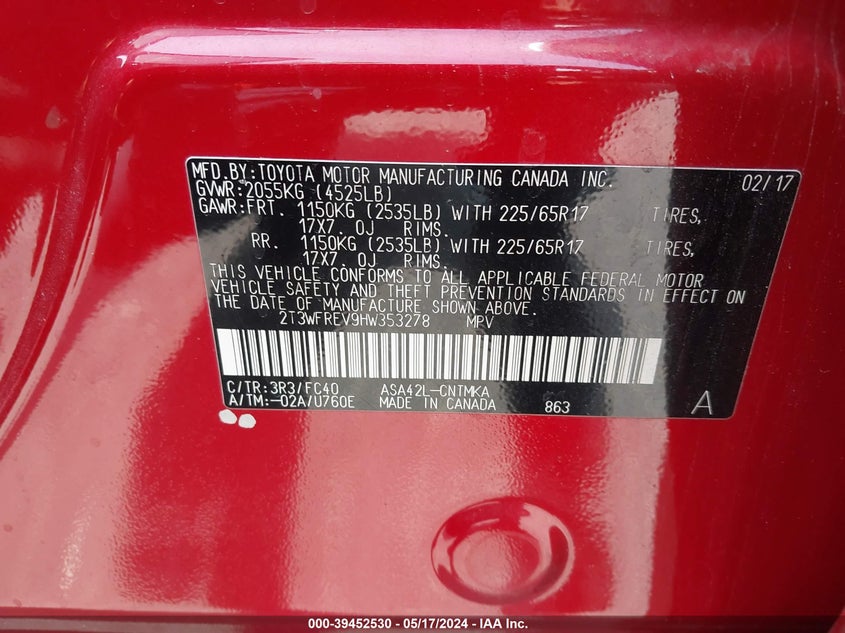 MFD.BY:TOYOTA MOTOR MANUFACTURING CANADA INC. 02/17
GVWR:2055KG (4525LB)
GAWR:FRT. 1150KG (2535LB) WITH 225/65R17 TIRES,
17X7. OJ RIMS.
RR. 1150KG (2535LB) WITH 225/65R17 TIRES,
17X7. OJ RIMS.
THIS VEHICLE CONFORMS TO ALL APPLICABLE FEDERAL MOTOR
VEHICLE SAFETY AND THEFT PREVENTION STANDARDS IN EFFECT ON
THE DATE OF MANUFACTURE SHOWN ABOVE.
2T3WFREV9HW353278 MPV
C/TR:3R3/FC40 ASA42L-CNTMKA
A/TM:-02A/U760E MADE IN CANADA 863 A
000-39452530 - 05/17/2024 - IAA Inc.